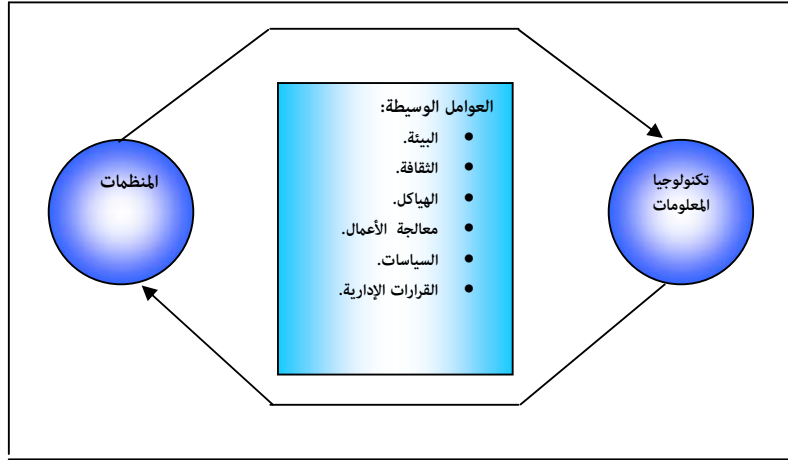 العوامل الوسيطة:
● البيئة.
● الثقافة.
● الهياكل.
● معالجة الأعمال.
● السياسات.
● القرارات الإدارية.
المنظمات
تكنولوجيا
المعلومات